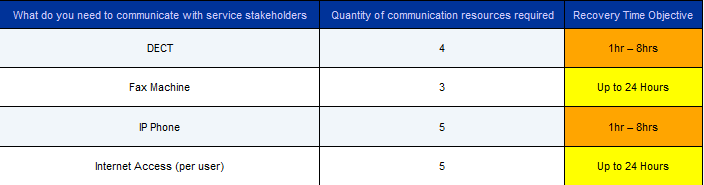 What do you need to communicate with service stakeholders Quantity of communication resources required Recovery Time Objective
DECT 4 1hr – 8hrs
Fax Machine 3 Up to 24 Hours
IP Phone 5 1hr – 8hrs
Internet Access (per user) 5 Up to 24 Hours